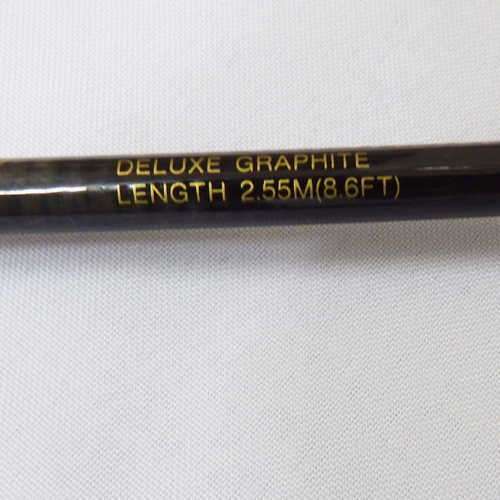 DELUXE GRAPHITE
LENGTH 2.55M(8.6FT)